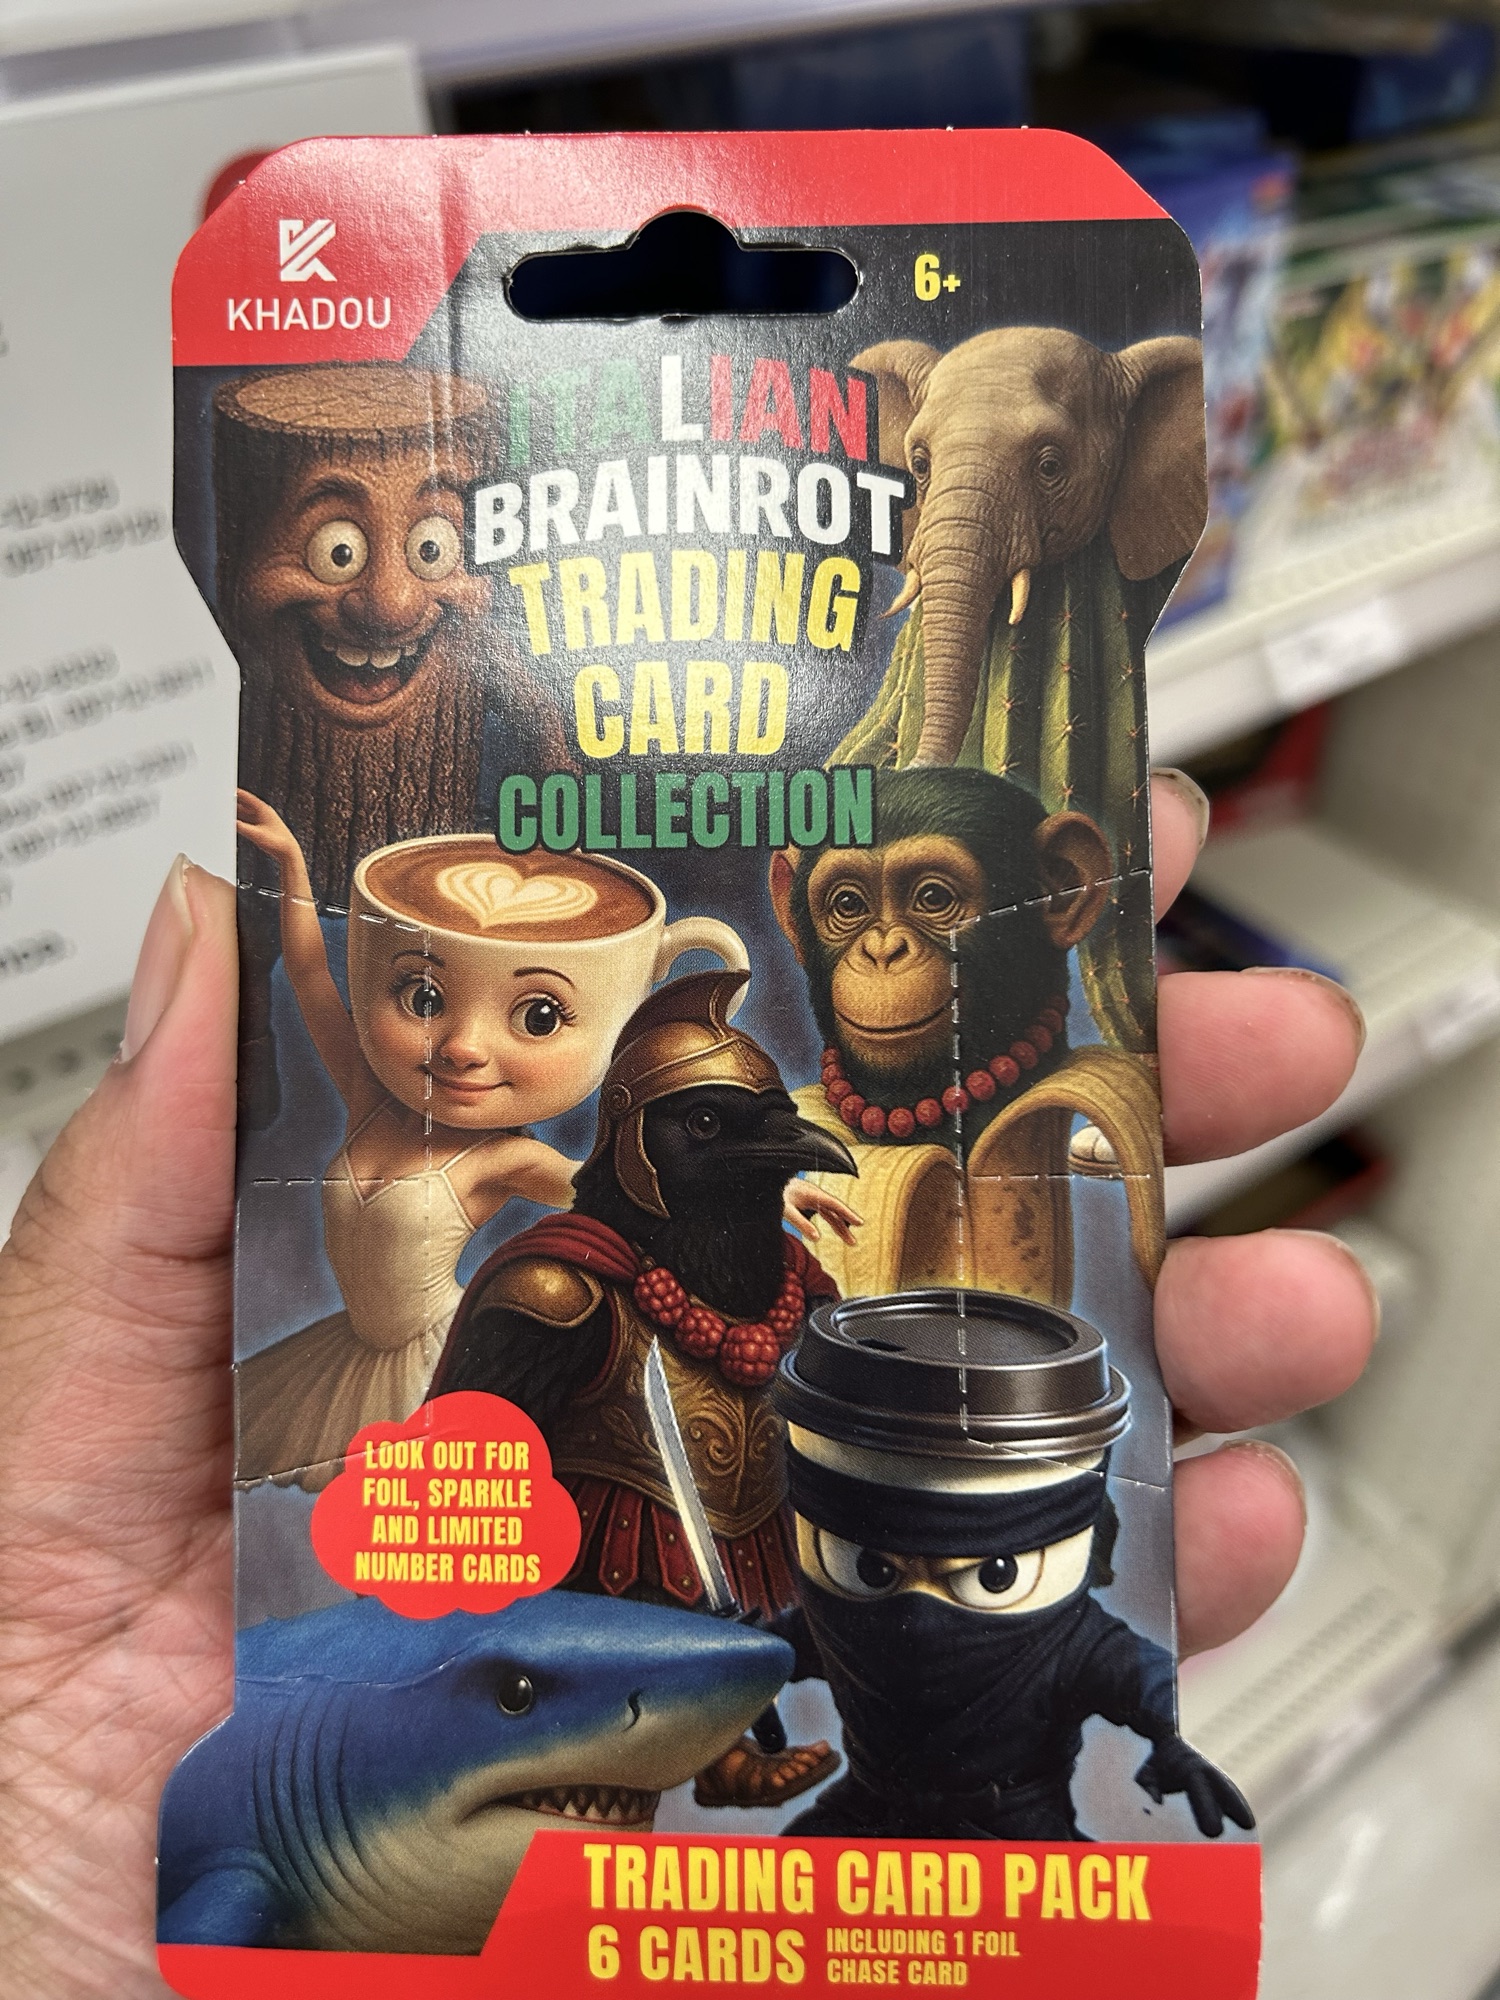 KHADOU
6+
ITALIAN
BRAINROT
TRADING
CARD
COLLECTION
LOOK OUT FOR
FOIL, SPARKLE
AND LIMITED
NUMBER CARDS
TRADING CARD PACK
6 CARDS
INCLUDING 1 FOIL
CHASE CARD